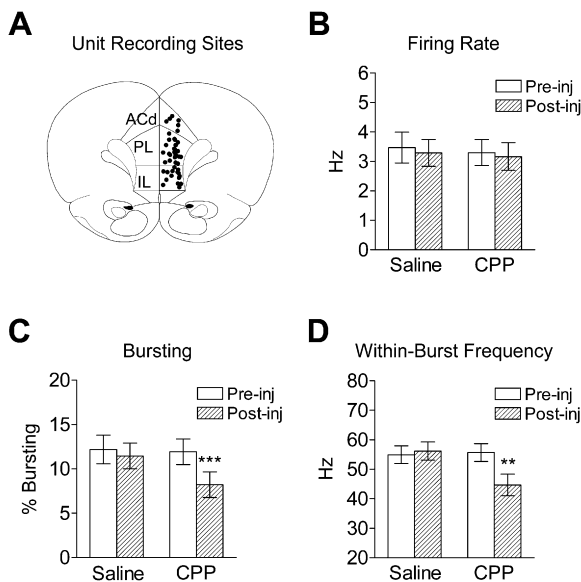 A
Unit Recording Sites
ACd
PL
IL
B
Firing Rate
Pre-inj
Post-inj
Hz
6
5
4
3
2
1
0
Saline CPP
C
Bursting
Pre-inj
Post-inj
% Bursting
20
15
10
5
0
***
Saline CPP
D
Within-Burst Frequency
Pre-inj
Post-inj
Hz
80
70
60
50
40
30
20
**
Saline CPP